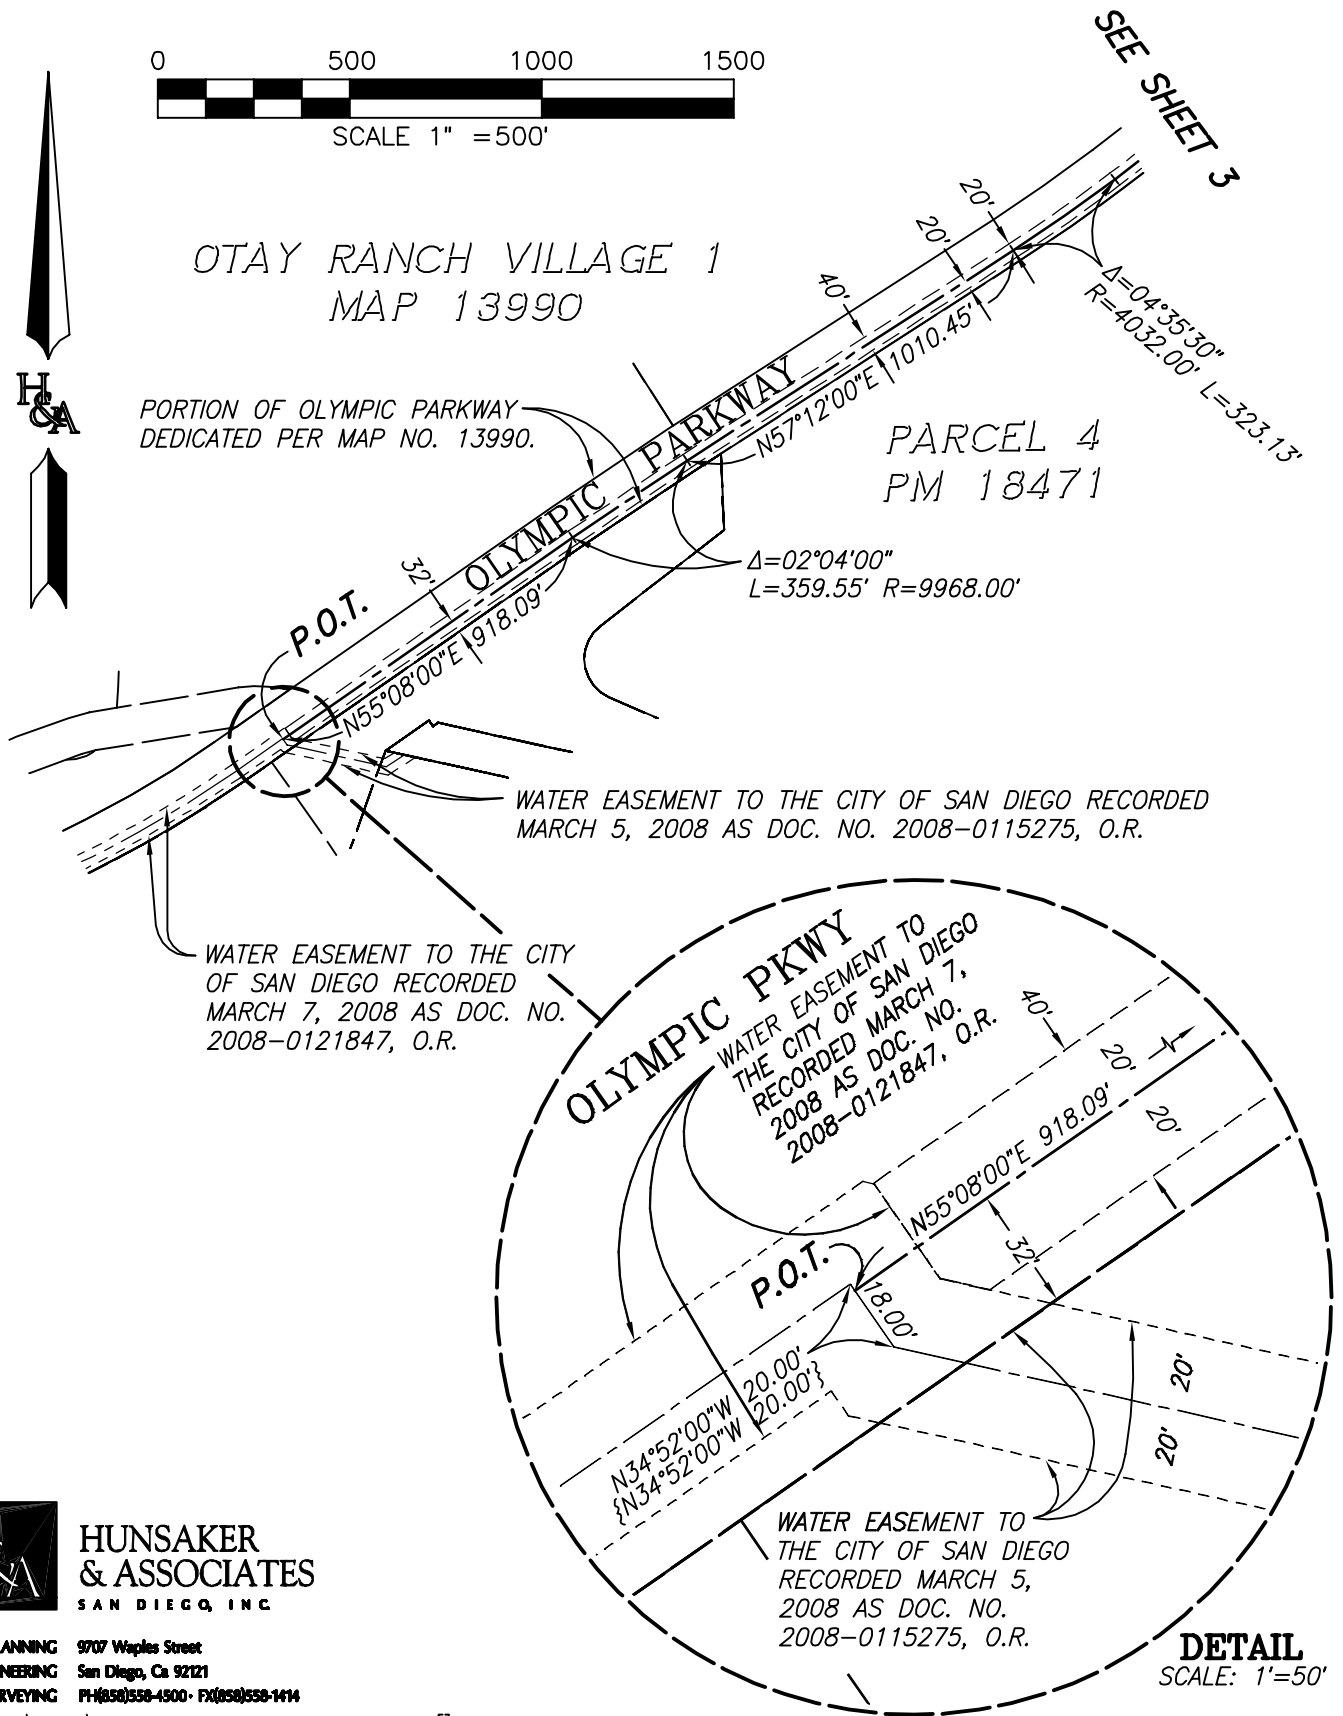 0 500 1000 1500
SCALE 1" =500'
SEE SHEET 3
OTAY RANCH VILLAGE 1
MAP 13990
20'
20'
40'
Δ=04°35'30"
R=4032.00' L=323.13'
H&A
PORTION OF OLYMPIC PARKWAY
DEDICATED PER MAP NO. 13990.
OLYMPIC PARKWAY
N57°12'00"E 1010.45'
PARCEL 4
PM 18471
Δ=02°04'00"
L=359.55' R=9968.00'
32'
P.O.T.
N55°08'00"E 918.09'
WATER EASEMENT TO THE CITY OF SAN DIEGO RECORDED
MARCH 5, 2008 AS DOC. NO. 2008-0115275, O.R.
WATER EASEMENT TO THE CITY
OF SAN DIEGO RECORDED
MARCH 7, 2008 AS DOC. NO.
2008-0121847, O.R.
OLYMPIC PKWY
WATER EASEMENT TO
THE CITY OF SAN DIEGO
RECORDED MARCH 7,
2008 AS DOC. NO.
2008-0121847, O.R.
40'
20'
20'
N55°08'00"E 918.09'
32'
P.O.T.
18.00'
N34°52'00"W 20.00'
{N34°52'00"W 20.00'}
20'
20'
WATER EASEMENT TO
THE CITY OF SAN DIEGO
RECORDED MARCH 5,
2008 AS DOC. NO.
2008-0115275, O.R.
DETAIL
SCALE: 1'=50'
HUNSAKER
& ASSOCIATES
SAN DIEGO, INC.
ANNING 9707 Waples Street
NEERING San Diego, Ca 92121
RVEYING PH(858)558-4500 · FX(858)558-1414